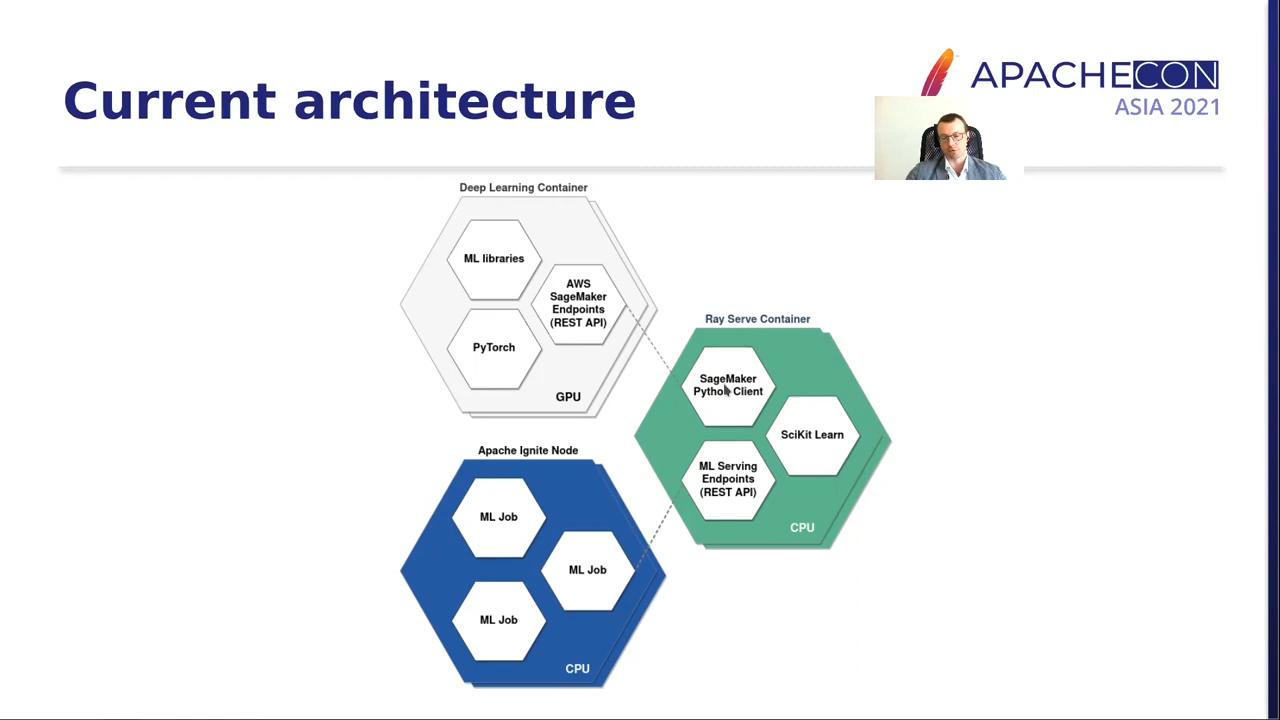 Current architecture
APACHECON
ASIA 2021
Deep Learning Container
ML libraries
AWS
SageMaker
Endpoints
(REST API)
PyTorch
GPU
Ray Serve Container
SageMaker
Python Client
SciKit Learn
ML Serving
Endpoints
(REST API)
CPU
Apache Ignite Node
ML Job
ML Job
ML Job
CPU